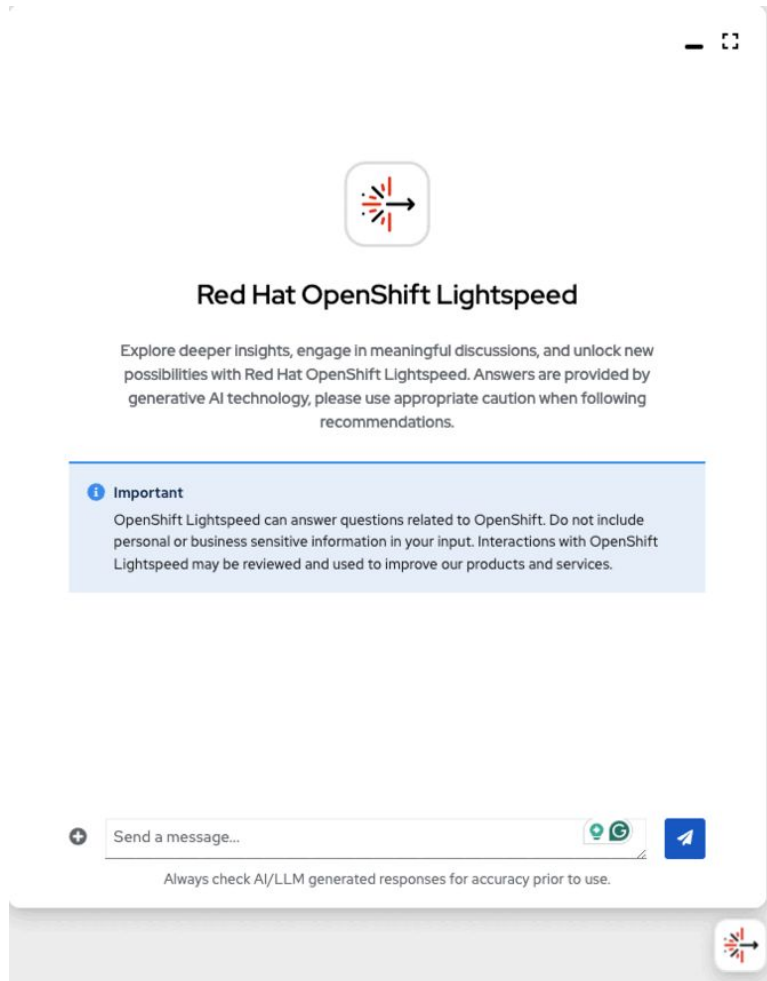 Red Hat OpenShift Lightspeed
Explore deeper insights, engage in meaningful discussions, and unlock new
possibilities with Red Hat OpenShift Lightspeed. Answers are provided by
generative AI technology, please use appropriate caution when following
recommendations.
Important
OpenShift Lightspeed can answer questions related to OpenShift. Do not include
personal or business sensitive information in your input. Interactions with OpenShift
Lightspeed may be reviewed and used to improve our products and services.
Send a message...
Always check AI/LLM generated responses for accuracy prior to use.